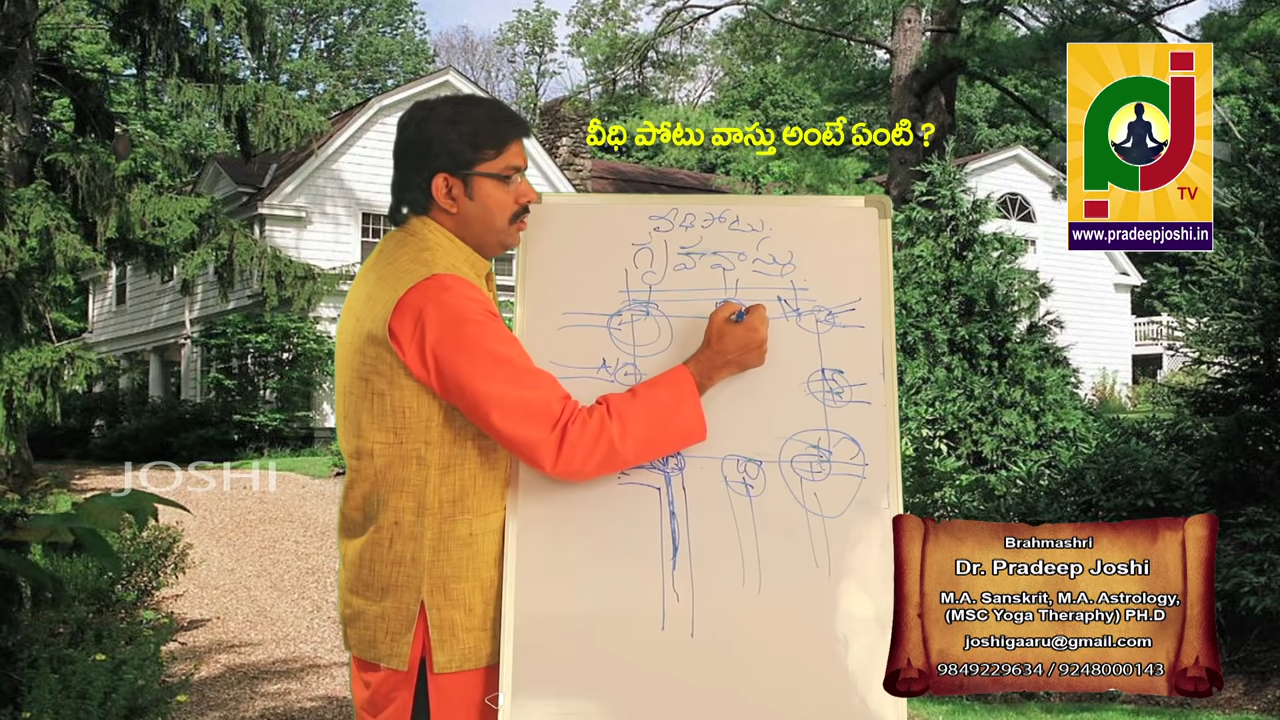 వీధి పోటు వాస్తు అంటే ఏంటి ?
వీధిపోటు.
గృహవాస్తు
TV
www.pradeepjoshi.in
JOSHI
Brahmashri
Dr. Pradeep Joshi
M.A. Sanskrit, M.A. Astrology,
(MSC Yoga Theraphy) PH.D
joshigaaru@gmail.com
9849229634 / 9248000143